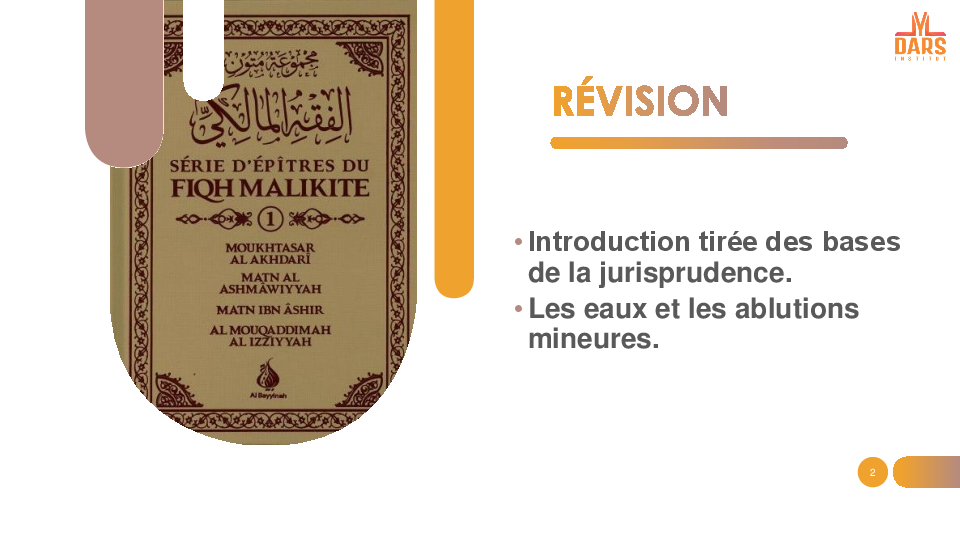 مجموعة متون
الفقه المالكي
SÉRIE D'ÉPÎTRES DU
FIQH MALIKITE
1
MOUKHTASAR
AL AKHDARÎ
MATN AL
ASHMÂWIYYAH
MATN IBN ÂSHIR
AL MOUQADDIMAH
AL IZZIYYAH
Al Bayyinah
M
DARS
INSTITUT
RÉVISION
• Introduction tirée des bases
de la jurisprudence.
• Les eaux et les ablutions
mineures.
2